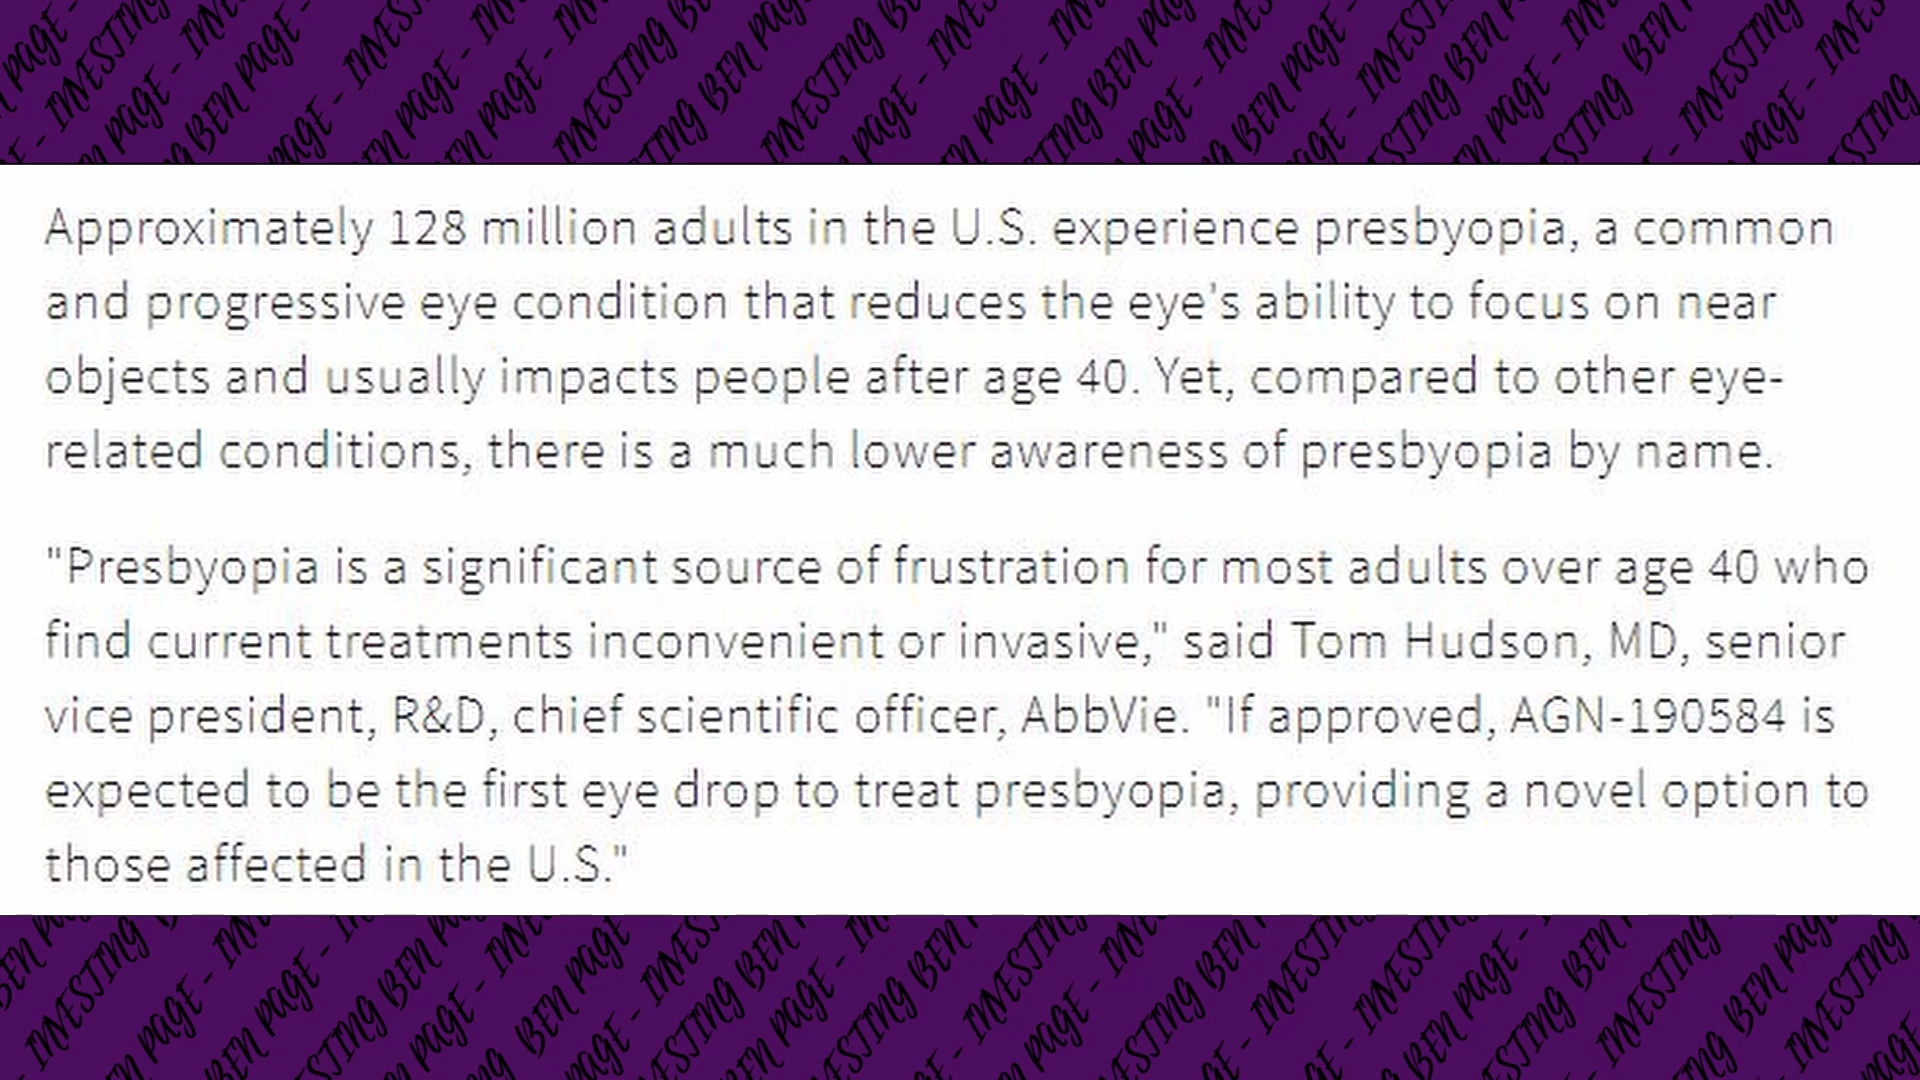 Approximately 128 million adults in the U.S. experience presbyopia, a common
and progressive eye condition that reduces the eye's ability to focus on near
objects and usually impacts people after age 40. Yet, compared to other eye-
related conditions, there is a much lower awareness of presbyopia by name.
"Presbyopia is a significant source of frustration for most adults over age 40 who
find current treatments inconvenient or invasive," said Tom Hudson, MD, senior
vice president, R&D, chief scientific officer, AbbVie. "If approved, AGN-190584 is
expected to be the first eye drop to treat presbyopia, providing a novel option to
those affected in the U.S."